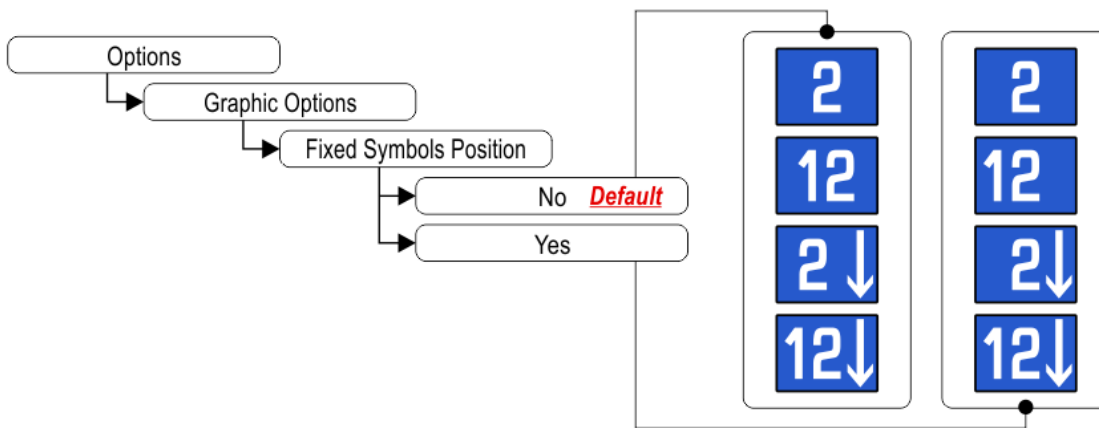 Options
Graphic Options
Fixed Symbols Position
No Default
Yes
2 2
12 12
2↓ 2↓
12↓ 12↓